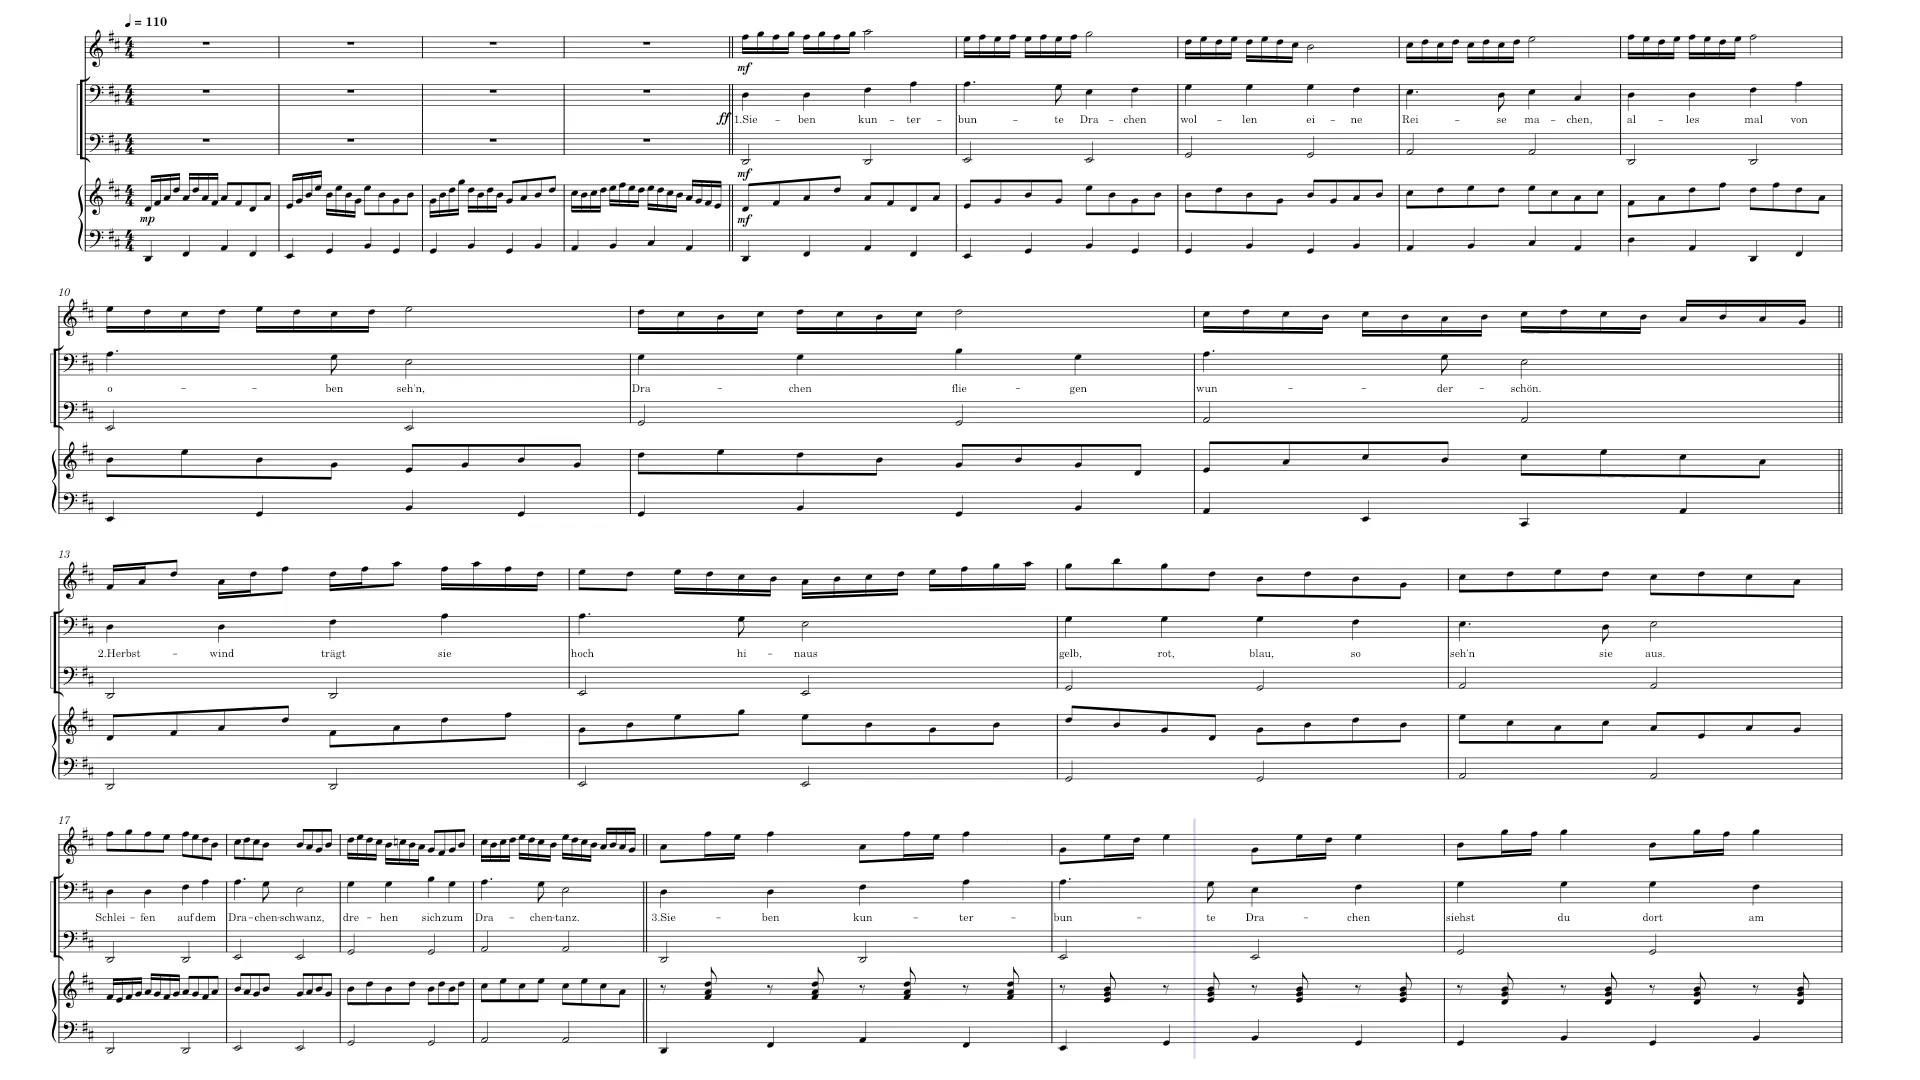 ♩ = 110
mf
ff 1.Sie - ben kun - ter - bun - te Dra - chen wol - len ei - ne Rei - se ma - chen, al - les mal von
mf
mp mf
10
o - - ben seh'n, Dra - chen flie - gen wun - - der - schön.
13
2.Herbst - wind trägt sie hoch hi - naus gelb, rot, blau, so seh'n sie aus.
17
Schlei - fen auf dem Dra - chen-schwanz, dre - hen sich zum Dra - chen-tanz. 3.Sie - ben kun - ter - bun - - te Dra - chen siehst du dort am